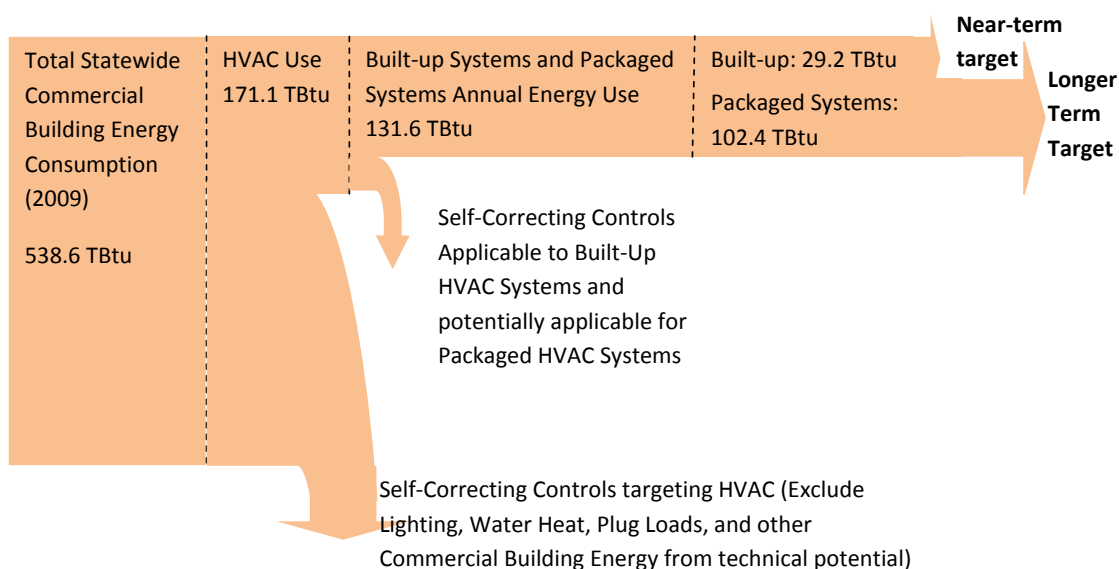 Total Statewide
Commercial
Building Energy
Consumption
(2009)
538.6 TBtu
HVAC Use
171.1 TBtu
Built-up Systems and Packaged
Systems Annual Energy Use
131.6 TBtu
Built-up: 29.2 TBtu
Packaged Systems:
102.4 TBtu
Near-term
target
Longer
Term
Target
Self-Correcting Controls
Applicable to Built-Up
HVAC Systems and
potentially applicable for
Packaged HVAC Systems
Self-Correcting Controls targeting HVAC (Exclude
Lighting, Water Heat, Plug Loads, and other
Commercial Building Energy from technical potential)